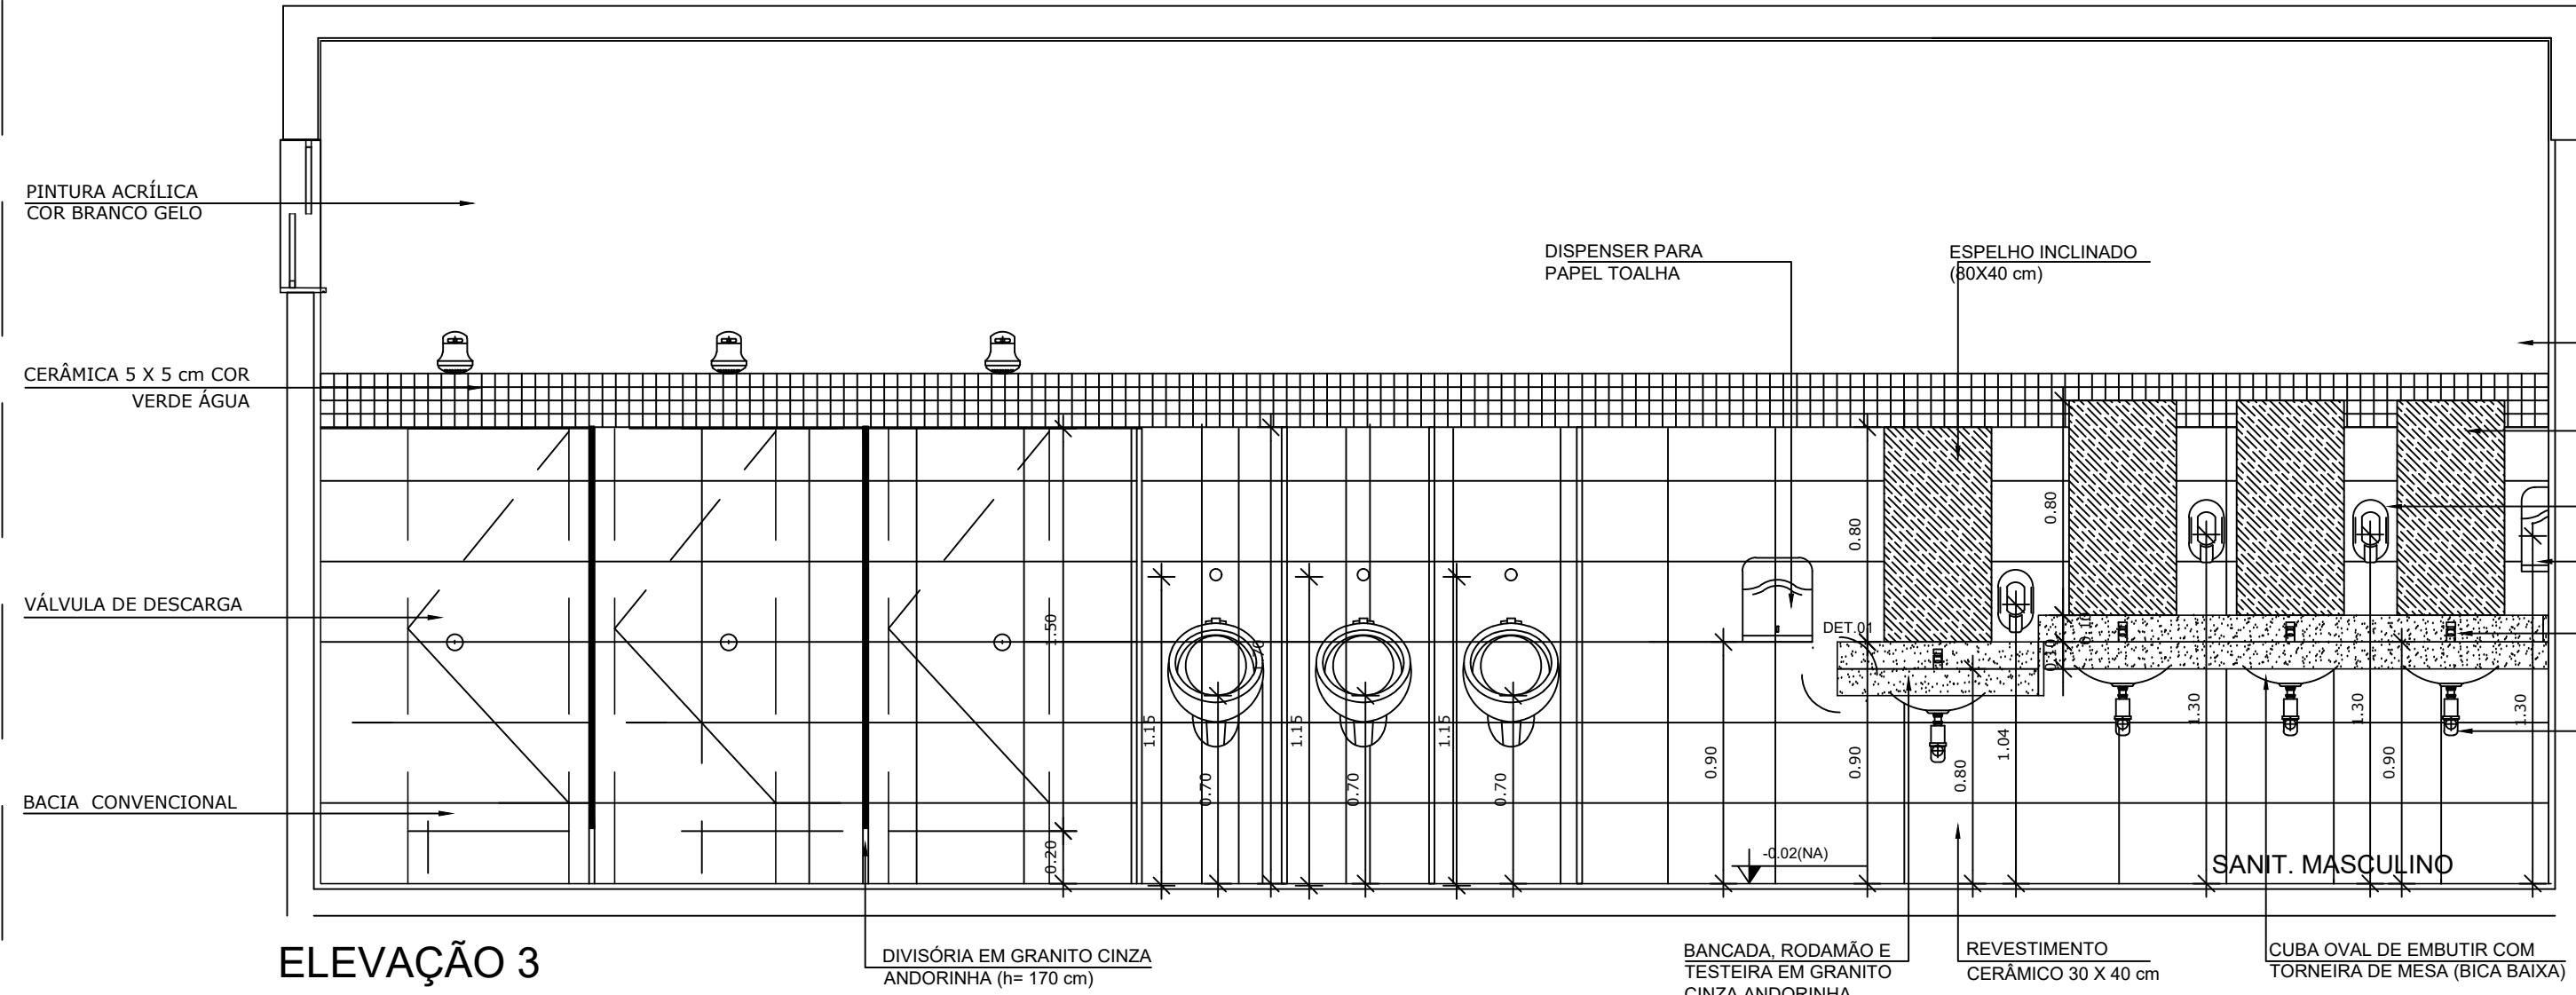 PINTURA ACRÍLICA
COR BRANCO GELO
DISPENSER PARA
PAPEL TOALHA
ESPELHO INCLINADO
(80X40 cm)
CERÂMICA 5 X 5 cm COR
VERDE ÁGUA
0.80
0.80
VÁLVULA DE DESCARGA
1.50
1.70
DET.01
0.10
0.10
1.15
1.15
1.15
0.70
0.70
0.70
0.90
0.90
0.80
1.04
1.30
1.30
0.90
1.30
BACIA CONVENCIONAL
0.20
-0.02(NA)
SANIT. MASCULINO
ELEVAÇÃO 3
DIVISÓRIA EM GRANITO CINZA
ANDORINHA (h= 170 cm)
BANCADA, RODAMÃO E
TESTEIRA EM GRANITO
CINZA ANDORINHA
REVESTIMENTO
CERÂMICO 30 X 40 cm
CUBA OVAL DE EMBUTIR COM
TORNEIRA DE MESA (BICA BAIXA)